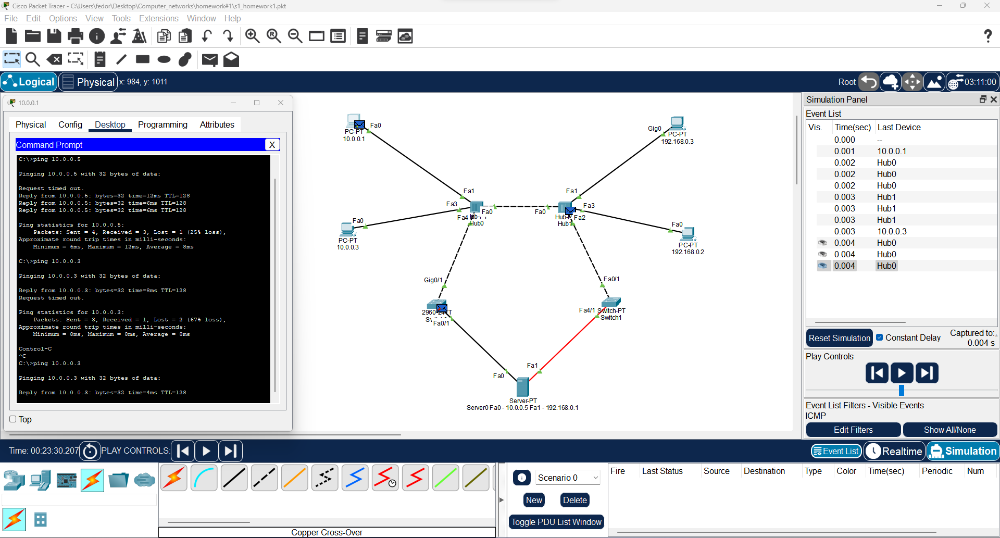 Cisco Packet Tracer - C:\Users\fedor\Desktop\Computer_networks\homework#1\s1_homework1.pkt
File Edit Options View Tools Extensions Window Help
?
Logical Physical x: 984, y: 1011
Root 03:11:00
10.0.0.1
Physical Config Desktop Programming Attributes
Command Prompt
X
C:\>ping 10.0.0.5
Pinging 10.0.0.5 with 32 bytes of data:
Request timed out.
Reply from 10.0.0.5: bytes=32 time=12ms TTL=128
Reply from 10.0.0.5: bytes=32 time=6ms TTL=128
Reply from 10.0.0.5: bytes=32 time=6ms TTL=128
Ping statistics for 10.0.0.5:
Packets: Sent = 4, Received = 3, Lost = 1 (25% loss),
Approximate round trip times in milli-seconds:
Minimum = 6ms, Maximum = 12ms, Average = 8ms
C:\>ping 10.0.0.3
Pinging 10.0.0.3 with 32 bytes of data:
Reply from 10.0.0.3: bytes=32 time=8ms TTL=128
Request timed out.
Ping statistics for 10.0.0.3:
Packets: Sent = 3, Received = 1, Lost = 2 (67% loss),
Approximate round trip times in milli-seconds:
Minimum = 8ms, Maximum = 8ms, Average = 8ms
Control-C
^C
C:\>ping 10.0.0.3
Pinging 10.0.0.3 with 32 bytes of data:
Reply from 10.0.0.3: bytes=32 time=4ms TTL=128
Top
Fa0
PC-PT
10.0.0.1
Gig0
PC-PT
192.168.0.3
Fa1
Fa1
Fa3
Fa0
Fa4
Hub0
Fa0
Fa3
Fa2
Hub1
Fa0
PC-PT
10.0.0.3
Fa0
PC-PT
192.168.0.2
Gig0/1
Fa0/1
Fa0/1
Fa4/1
Switch-PT
Switch1
Fa0
Fa1
Server-PT
Server0 Fa0 - 10.0.0.5 Fa1 - 192.168.0.1
Simulation Panel
Event List
Vis. Time(sec) Last Device
0.000 --
0.001 10.0.0.1
0.002 Hub0
0.002 Hub0
0.002 Hub0
0.003 Hub1
0.003 Hub1
0.003 Hub1
0.003 10.0.0.3
0.004 Hub0
0.004 Hub0
0.004 Hub0
Reset Simulation Constant Delay Captured to:
0.004 s
Play Controls
Event List Filters - Visible Events
ICMP
Edit Filters Show All/None
Time: 00:23:30.207 PLAY CONTROLS:
Event List Realtime Simulation
Scenario 0
New Delete
Toggle PDU List Window
Fire Last Status Source Destination Type Color Time(sec) Periodic Num
Copper Cross-Over